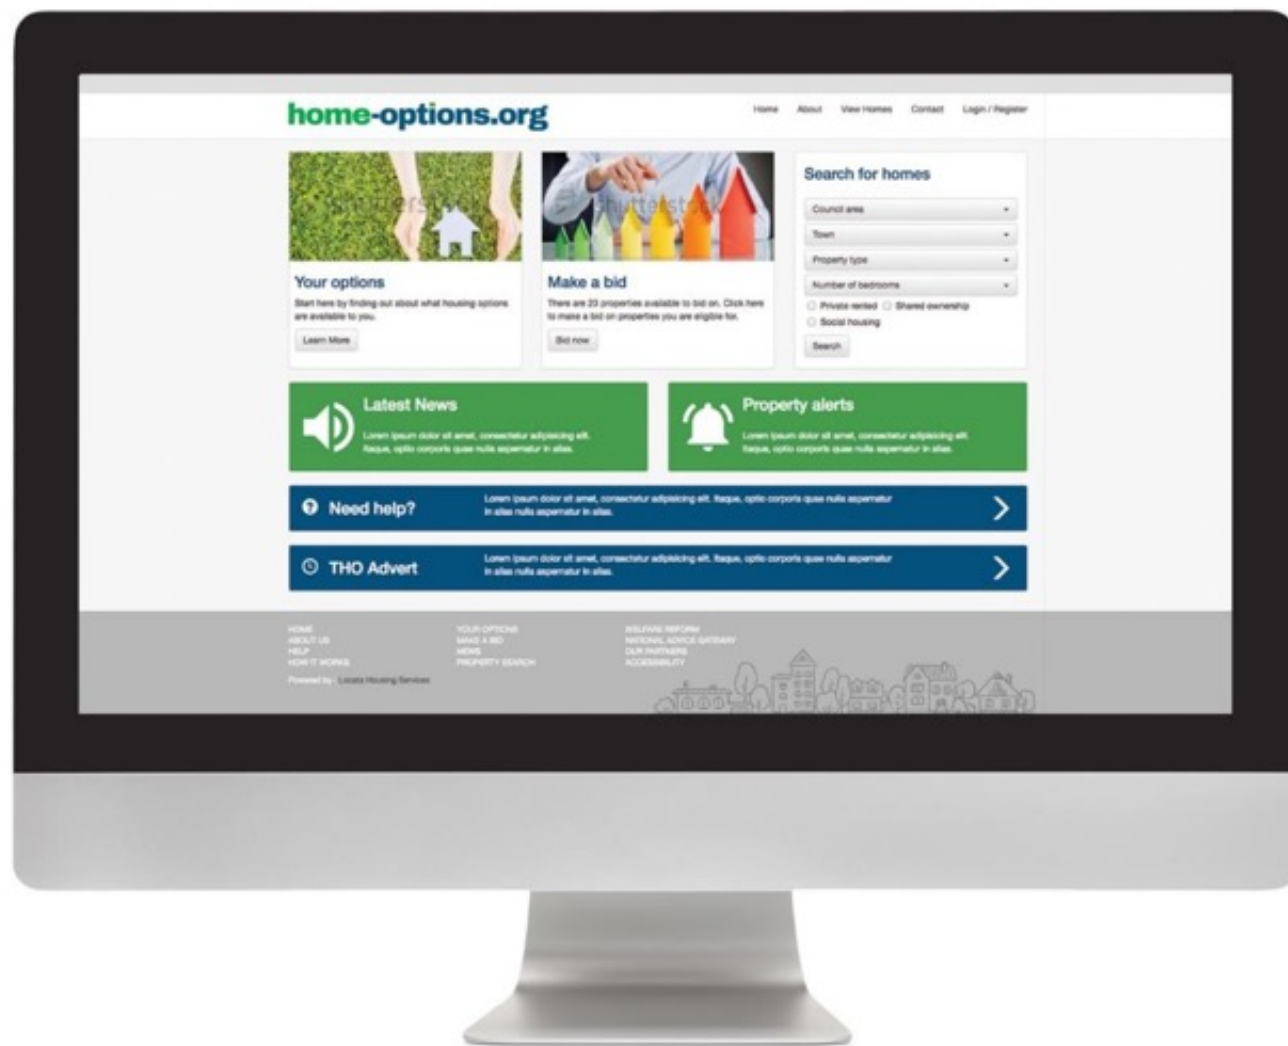 home-options.org
Home About View Homes Contact Login / Register
shutterstock
shutterstock
Your options
Start here by finding out about what housing options
are available to you.
Learn More
Make a bid
There are 23 properties available to bid on. Click here
to make a bid on properties you are eligible for.
Bid now
Search for homes
Council area
Town
Property type
Number of bedrooms
Private rented Shared ownership
Social housing
Search
Latest News
Lorem ipsum dolor sit amet, consectetur adipisicing elit.
Itaque, optio corporis quae nulla aspernatur in alias.
Property alerts
Lorem ipsum dolor sit amet, consectetur adipisicing elit.
Itaque, optio corporis quae nulla aspernatur in alias.
Need help?
Lorem ipsum dolor sit amet, consectetur adipisicing elit. Itaque, optio corporis quae nulla aspernatur
in alias nulla aspernatur in alias.
THO Advert
Lorem ipsum dolor sit amet, consectetur adipisicing elit. Itaque, optio corporis quae nulla aspernatur
in alias nulla aspernatur in alias.
HOME
ABOUT US
HELP
HOW IT WORKS
YOUR OPTIONS
MAKE A BID
NEWS
PROPERTY SEARCH
WELFARE REFORM
NATIONAL ADVICE GATEWAY
OUR PARTNERS
ACCESSIBILITY
Powered by - Locata Housing Services